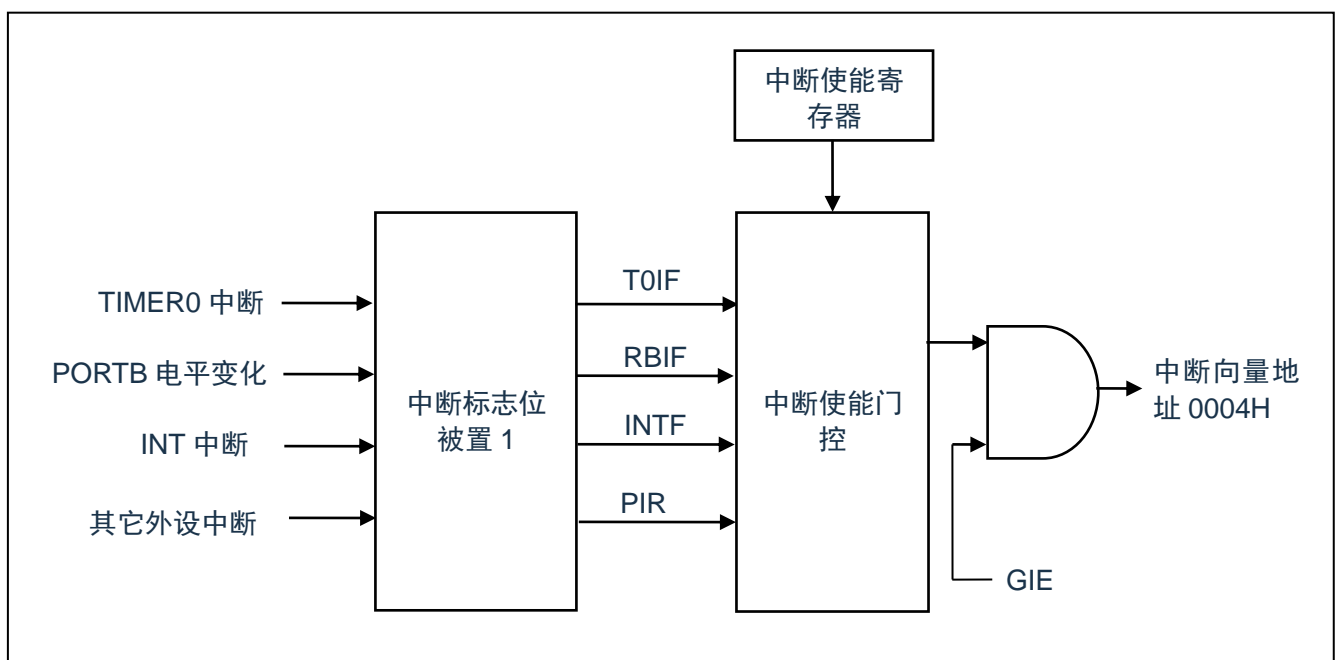 中断使能寄
存器
TIMER0 中断
PORTB 电平变化
INT 中断
其它外设中断
中断标志位
被置 1
T0IF
RBIF
INTF
PIR
中断使能门
控
中断向量地
址 0004H
GIE